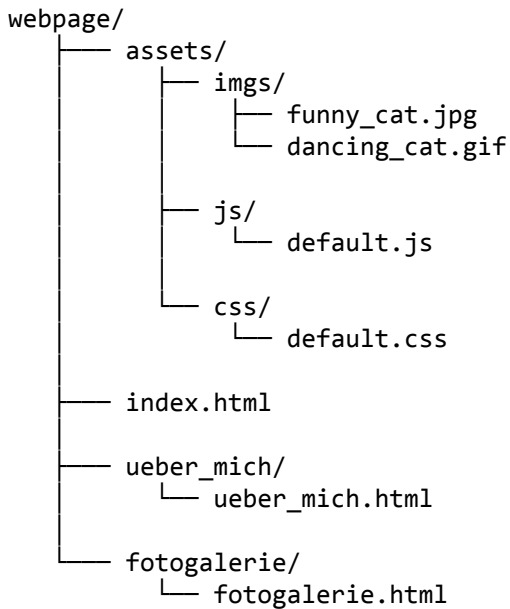 webpage/
assets/
imgs/
funny_cat.jpg
dancing_cat.gif
js/
default.js
css/
default.css
index.html
ueber_mich/
ueber_mich.html
fotogalerie/
fotogalerie.html